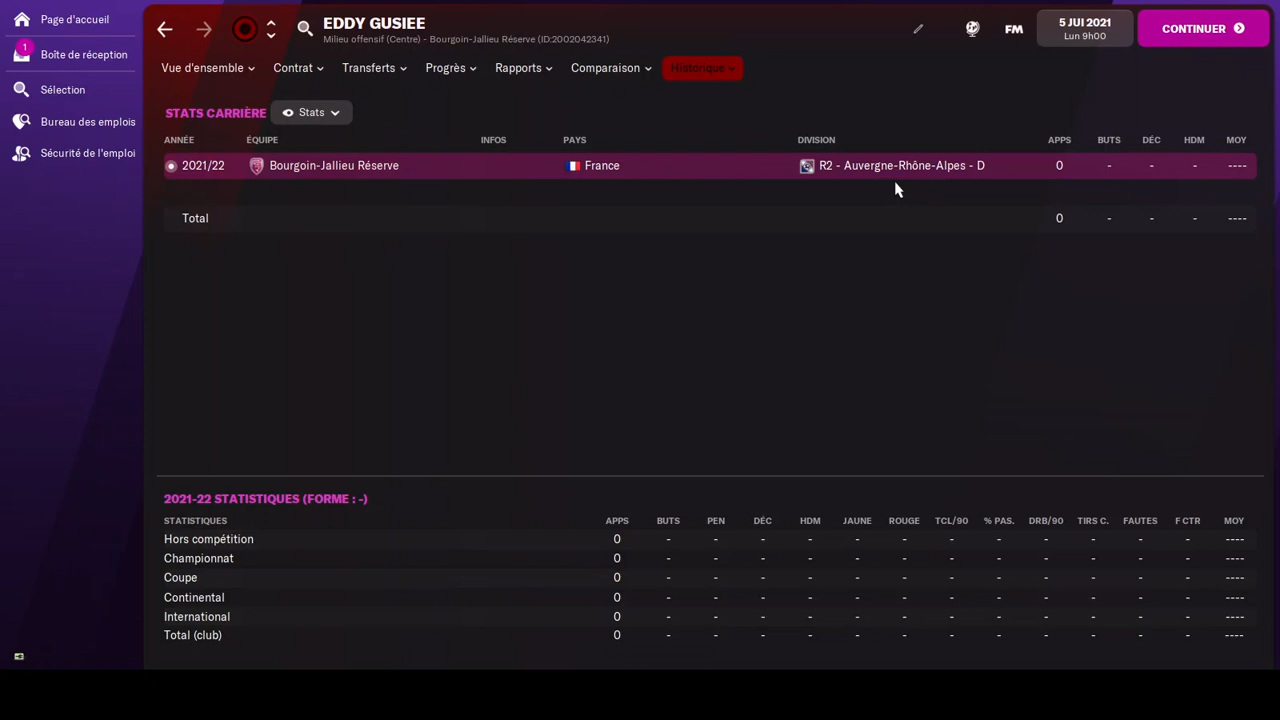 Page d'accueil
1
Boîte de réception
Sélection
Bureau des emplois
Sécurité de l'emploi
EDDY GUSIEE
Milieu offensif (Centre) - Bourgoin-Jallieu Réserve (ID:2002042341)
FM
5 JUI 2021
Lun 9h00
CONTINUER
Vue d'ensemble Contrat Transferts Progrès Rapports Comparaison Historique
STATS CARRIÈRE Stats
ANNÉE ÉQUIPE INFOS PAYS DIVISION APPS BUTS DÉC HDM MOY
2021/22 Bourgoin-Jallieu Réserve France R2 - Auvergne-Rhône-Alpes - D 0 - - - ----
Total 0 - - - ----
2021-22 STATISTIQUES (FORME : -)
STATISTIQUES APPS BUTS PEN DÉC HDM JAUNE ROUGE TCL/90 % PAS. DRB/90 TIRS C. FAUTES F CTR MOY
Hors compétition 0 - - - - - - - - - - - - ----
Championnat 0 - - - - - - - - - - - - ----
Coupe 0 - - - - - - - - - - - - ----
Continental 0 - - - - - - - - - - - - ----
International 0 - - - - - - - - - - - - ----
Total (club) 0 - - - - - - - - - - - - ----